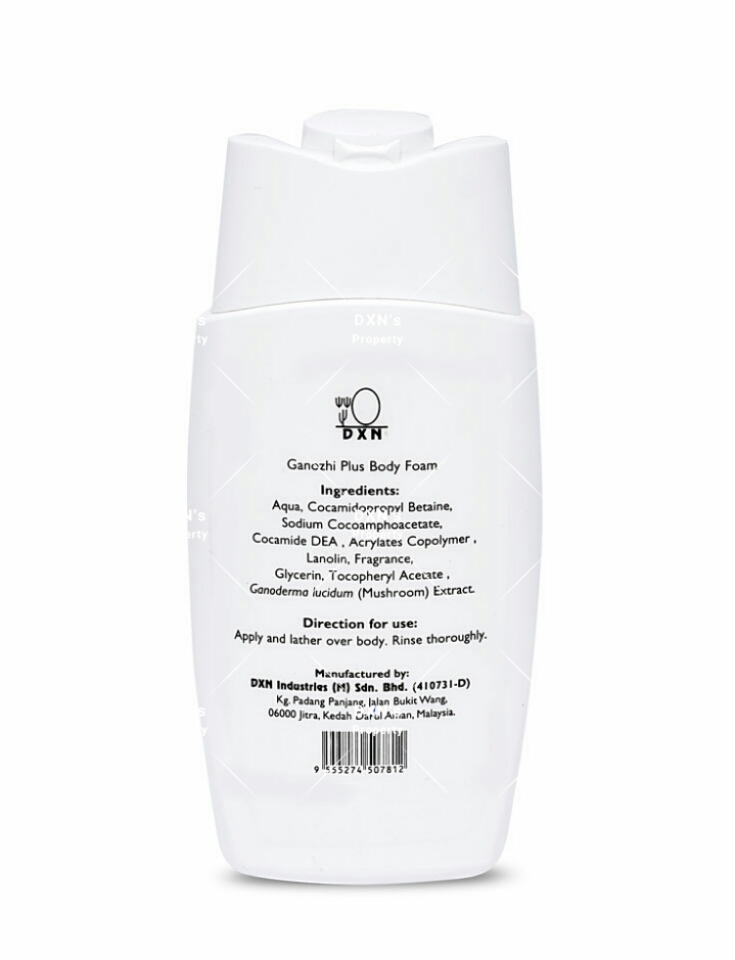 DXN's
Property
DXN
Ganozhi Plus Body Foam
Ingredients:
Aqua, Cocamidopropyl Betaine,
Sodium Cocoamphoacetate,
Cocamide DEA , Acrylates Copolymer ,
Lanolin, Fragrance,
Glycerin, Tocopheryl Acetate ,
Ganoderma lucidum (Mushroom) Extract.
Direction for use:
Apply and lather over body. Rinse thoroughly.
Manufactured by:
DXN Industries (M) Sdn. Bhd. (410731-D)
Kg. Padang Panjang, Jalan Bukit Wang,
06000 Jitra, Kedah Darul Aman, Malaysia.
9 555274 507812